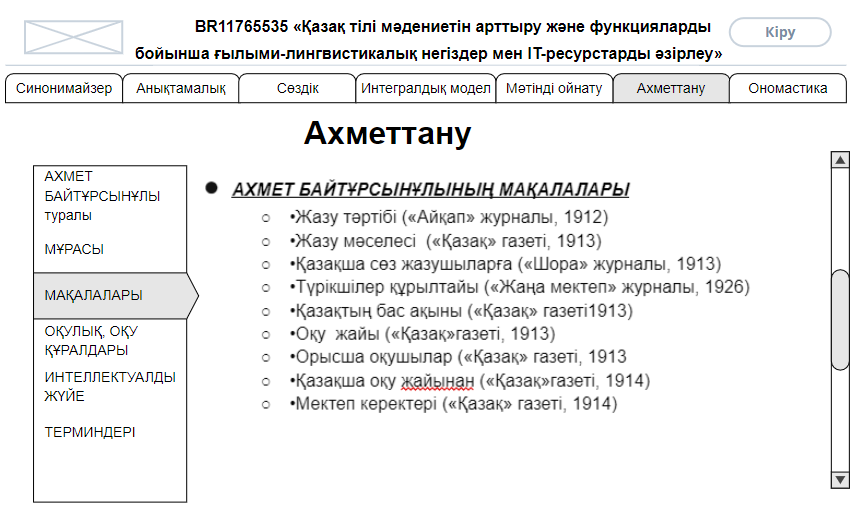 BR11765535 «Қазақ тілі мәдениетін арттыру және функцияларды
бойынша ғылыми-лингвистикалық негіздер мен IT-ресурстарды әзірлеу»
Кіру
Синонимайзер
Анықтамалық
Сөздік
Интегралдық модел
Мәтінді ойнату
Ахметтану
Ономастика
Ахметтану
АХМЕТ
БАЙТҰРСЫНҰЛЫ
туралы
МҰРАСЫ
МАҚАЛАЛАРЫ
ОҚУЛЫҚ, ОҚУ
ҚҰРАЛДАРЫ
ИНТЕЛЛЕКТУАЛДЫ
ЖҮЙЕ
ТЕРМИНДЕРІ
● АХМЕТ БАЙТҰРСЫНҰЛЫНЫҢ МАҚАЛАЛАРЫ
○ •Жазу тәртібі («Айқап» журналы, 1912)
○ •Жазу мәселесі («Қазақ» газеті, 1913)
○ •Қазақша сөз жазушыларға («Шора» журналы, 1913)
○ •Түрікшілер құрылтайы («Жаңа мектеп» журналы, 1926)
○ •Қазақтың бас ақыны («Қазақ» газеті1913)
○ •Оқу жайы («Қазақ»газеті, 1913)
○ •Орысша оқушылар («Қазақ» газеті, 1913
○ •Қазақша оқу жайынан («Қазақ»газеті, 1914)
○ •Мектеп керектері («Қазақ» газеті, 1914)